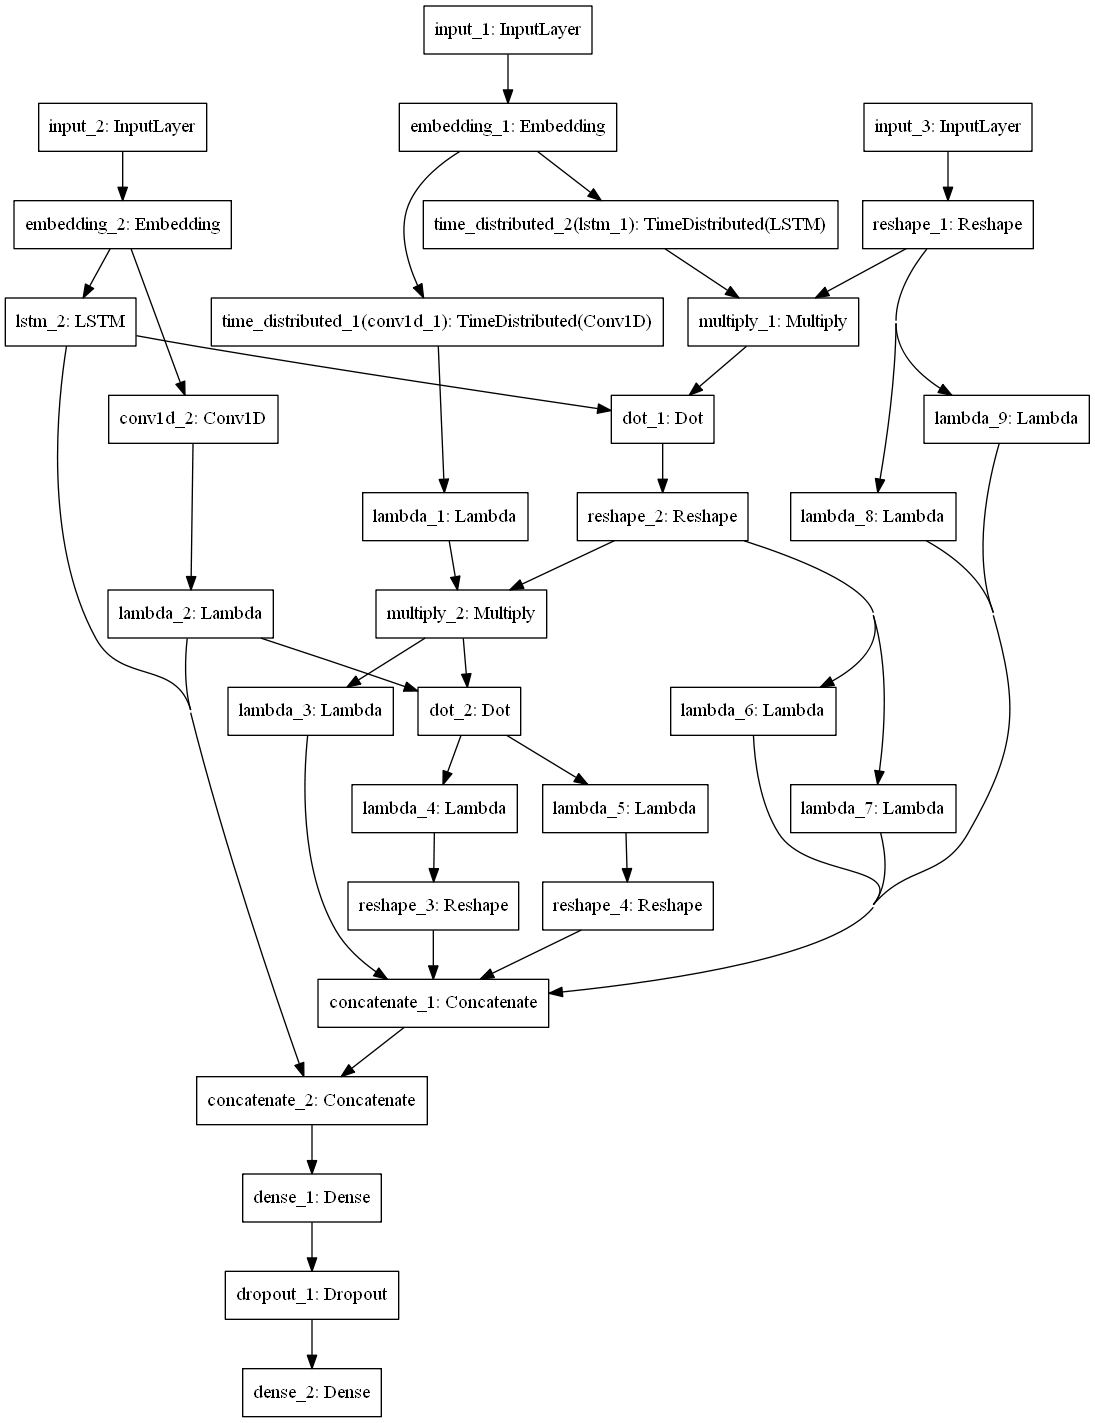 input_1: InputLayer
input_2: InputLayer
embedding_1: Embedding
input_3: InputLayer
embedding_2: Embedding
time_distributed_2(lstm_1): TimeDistributed(LSTM)
reshape_1: Reshape
lstm_2: LSTM
time_distributed_1(conv1d_1): TimeDistributed(Conv1D)
multiply_1: Multiply
conv1d_2: Conv1D
dot_1: Dot
lambda_9: Lambda
lambda_1: Lambda
reshape_2: Reshape
lambda_8: Lambda
lambda_2: Lambda
multiply_2: Multiply
lambda_3: Lambda
dot_2: Dot
lambda_6: Lambda
lambda_4: Lambda
lambda_5: Lambda
lambda_7: Lambda
reshape_3: Reshape
reshape_4: Reshape
concatenate_1: Concatenate
concatenate_2: Concatenate
dense_1: Dense
dropout_1: Dropout
dense_2: Dense